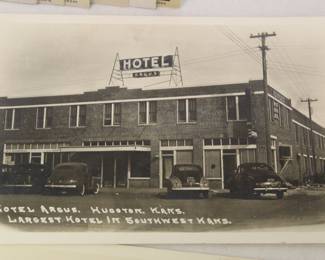 HOTEL
ARGUS
HOTEL ARGUS. HUGOTON, KANS.
LARGEST HOTEL IN SOUTHWEST KANS.